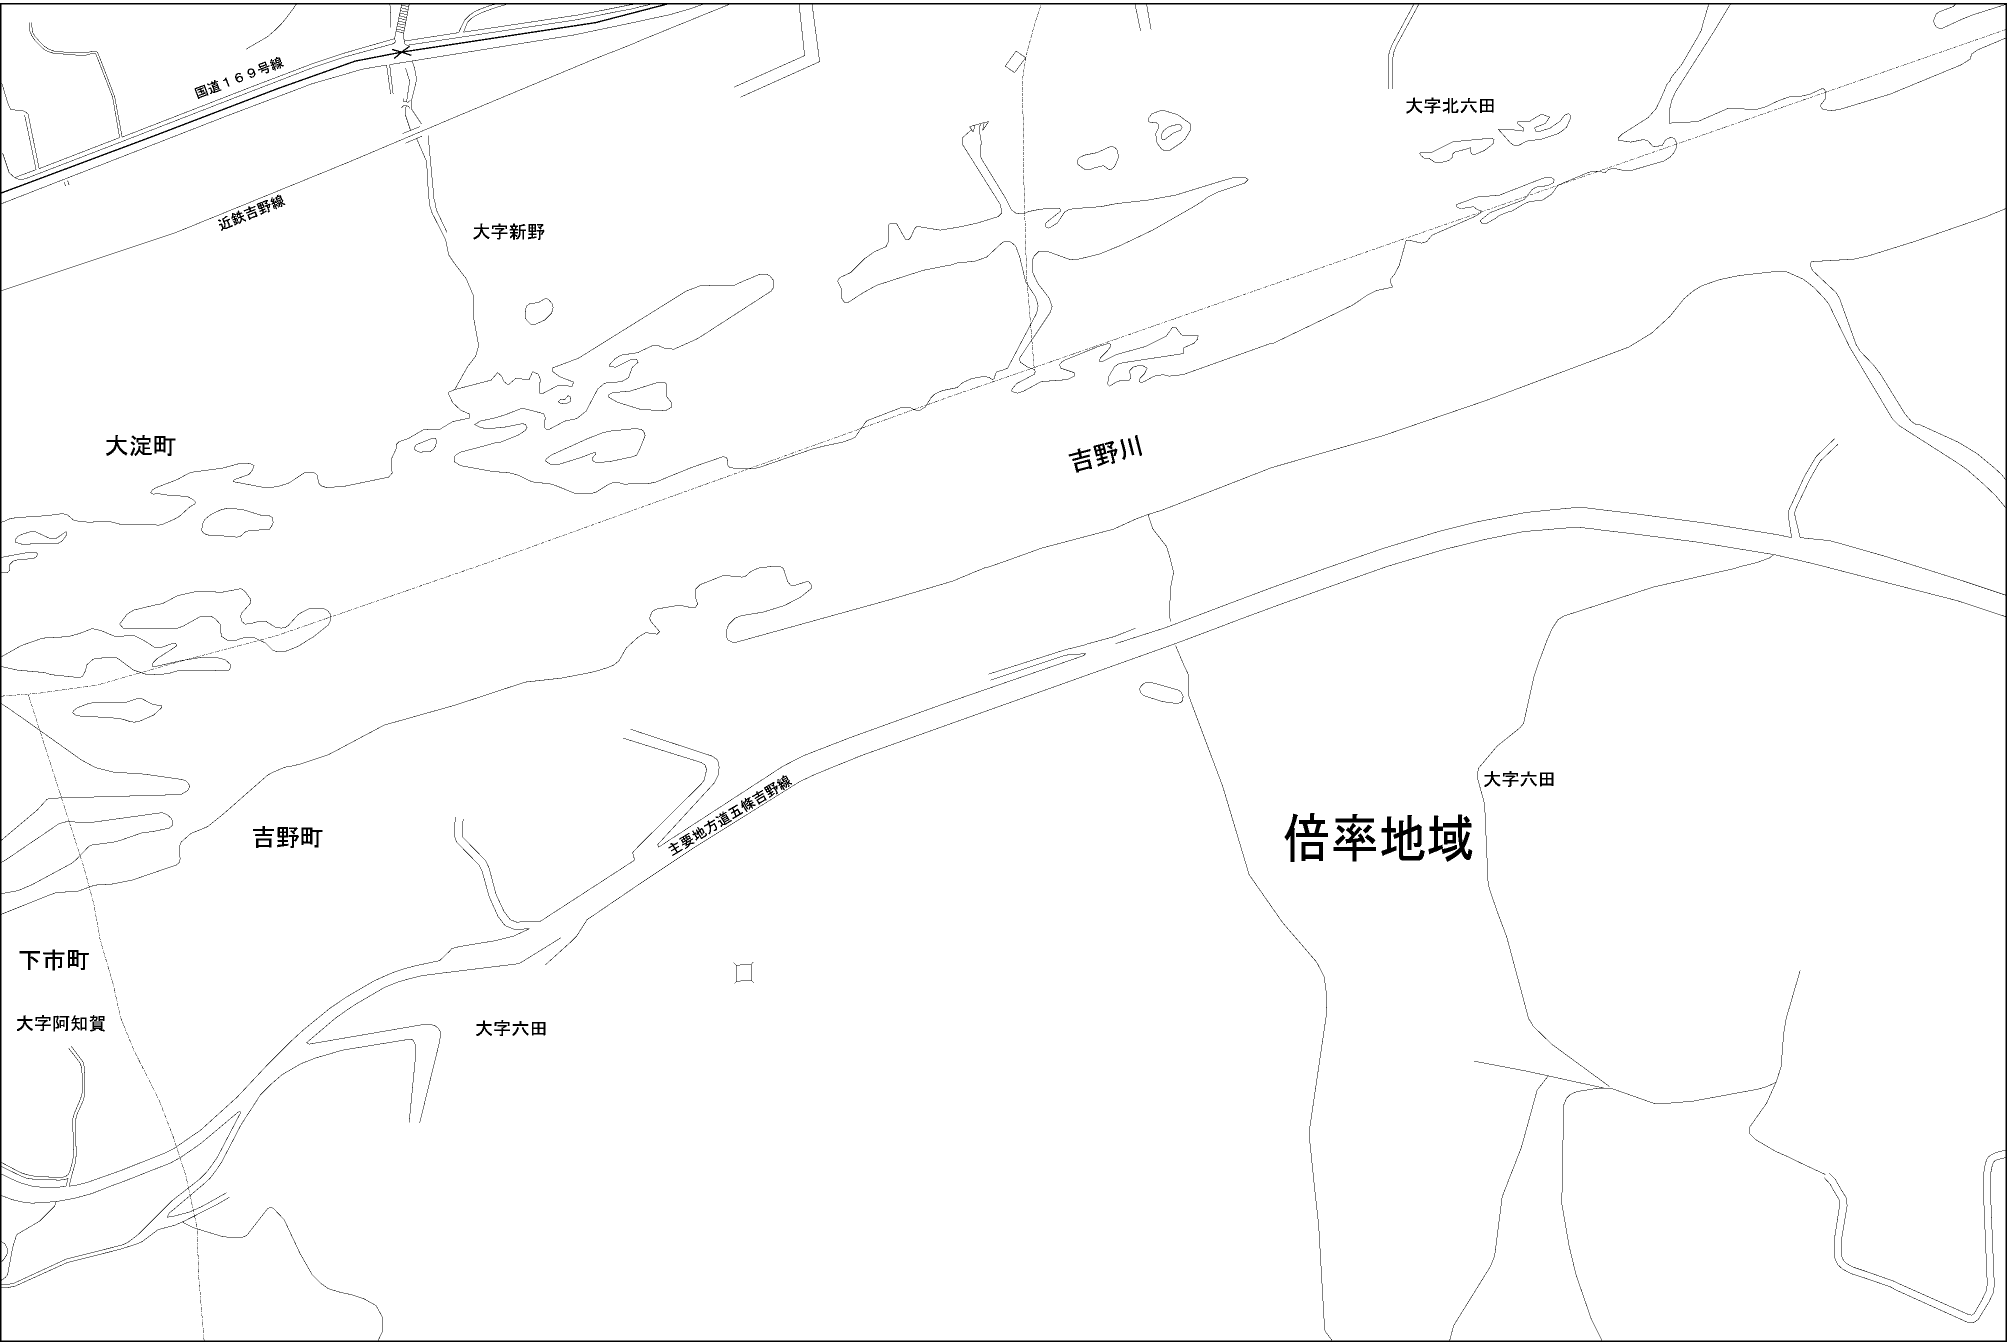 国道１６９号線
大字北六田
近鉄吉野線
大字新野
大淀町
吉野川
大字六田
主要地方道五條吉野線
吉野町
倍率地域
下市町
大字阿知賀
大字六田